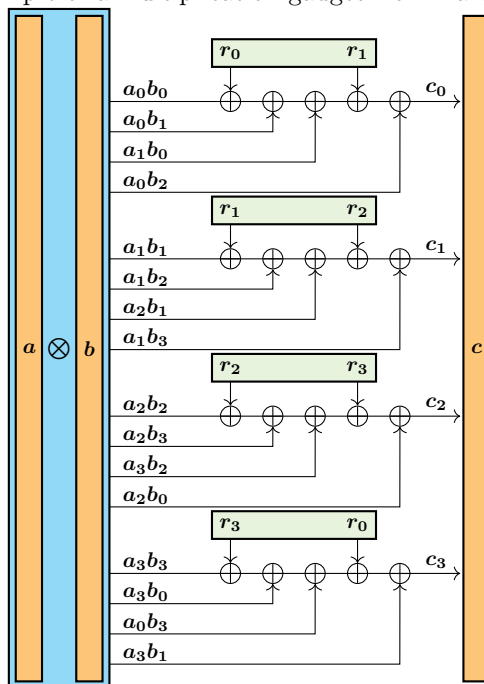 r₀ r₁
a₀b₀ ⊕ ⊕ ⊕ ⊕ ⊕ c₀
a₀b₁
a₁b₀
a₀b₂
r₁ r₂
a₁b₁ ⊕ ⊕ ⊕ ⊕ ⊕ c₁
a₁b₂
a₂b₁
a ⊗ b a₁b₃ c
r₂ r₃
a₂b₂ ⊕ ⊕ ⊕ ⊕ ⊕ c₂
a₂b₃
a₃b₂
a₂b₀
r₃ r₀
a₃b₃ ⊕ ⊕ ⊕ ⊕ ⊕ c₃
a₃b₀
a₀b₃
a₃b₁